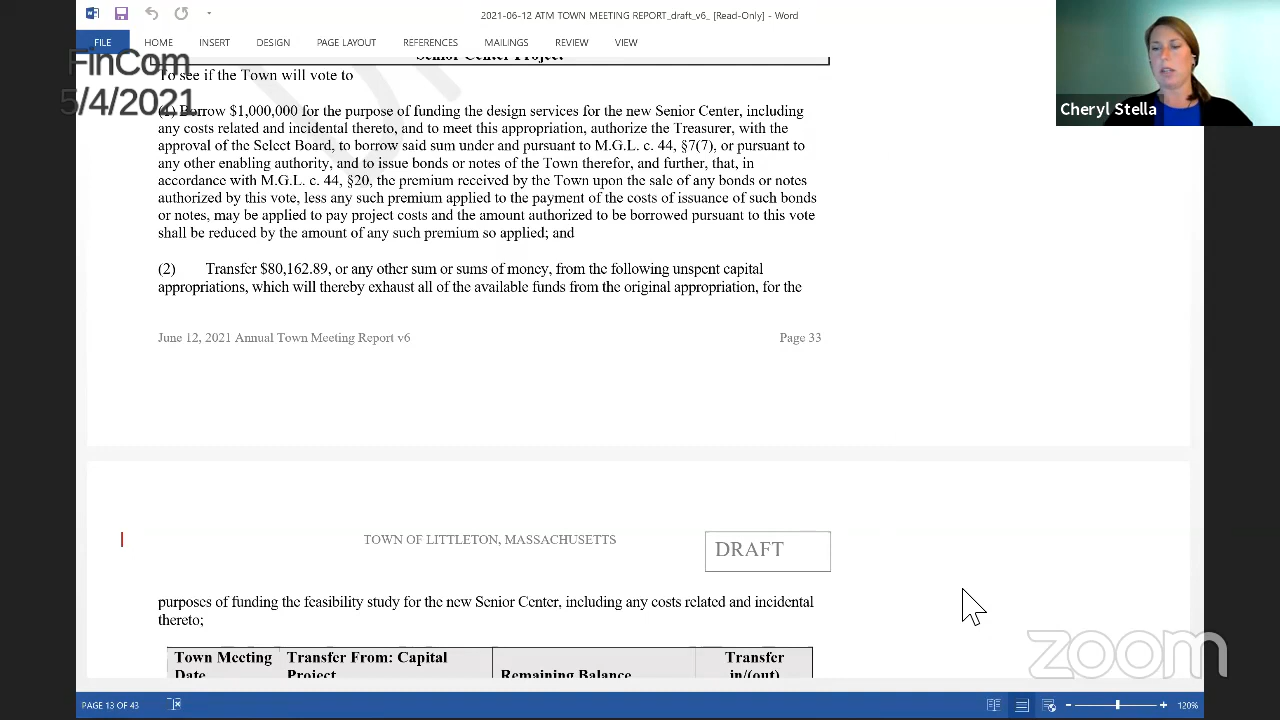 2021-06-12 ATM TOWN MEETING REPORT_draft_v6_ [Read-Only] - Word
FILE HOME INSERT DESIGN PAGE LAYOUT REFERENCES MAILINGS REVIEW VIEW
FinCom
5/4/2021
Cheryl Stella
Senior Center Project
To see if the Town will vote to
(1) Borrow $1,000,000 for the purpose of funding the design services for the new Senior Center, including
any costs related and incidental thereto, and to meet this appropriation, authorize the Treasurer, with the
approval of the Select Board, to borrow said sum under and pursuant to M.G.L. c. 44, §7(7), or pursuant to
any other enabling authority, and to issue bonds or notes of the Town therefor, and further, that, in
accordance with M.G.L. c. 44, §20, the premium received by the Town upon the sale of any bonds or notes
authorized by this vote, less any such premium applied to the payment of the costs of issuance of such bonds
or notes, may be applied to pay project costs and the amount authorized to be borrowed pursuant to this vote
shall be reduced by the amount of any such premium so applied; and
(2) Transfer $80,162.89, or any other sum or sums of money, from the following unspent capital
appropriations, which will thereby exhaust all of the available funds from the original appropriation, for the
June 12, 2021 Annual Town Meeting Report v6 Page 33
TOWN OF LITTLETON, MASSACHUSETTS
DRAFT
purposes of funding the feasibility study for the new Senior Center, including any costs related and incidental
thereto;
Town Meeting Date
Transfer From: Capital Project
Remaining Balance
Transfer in/(out)
zoom
PAGE 13 OF 43
120%